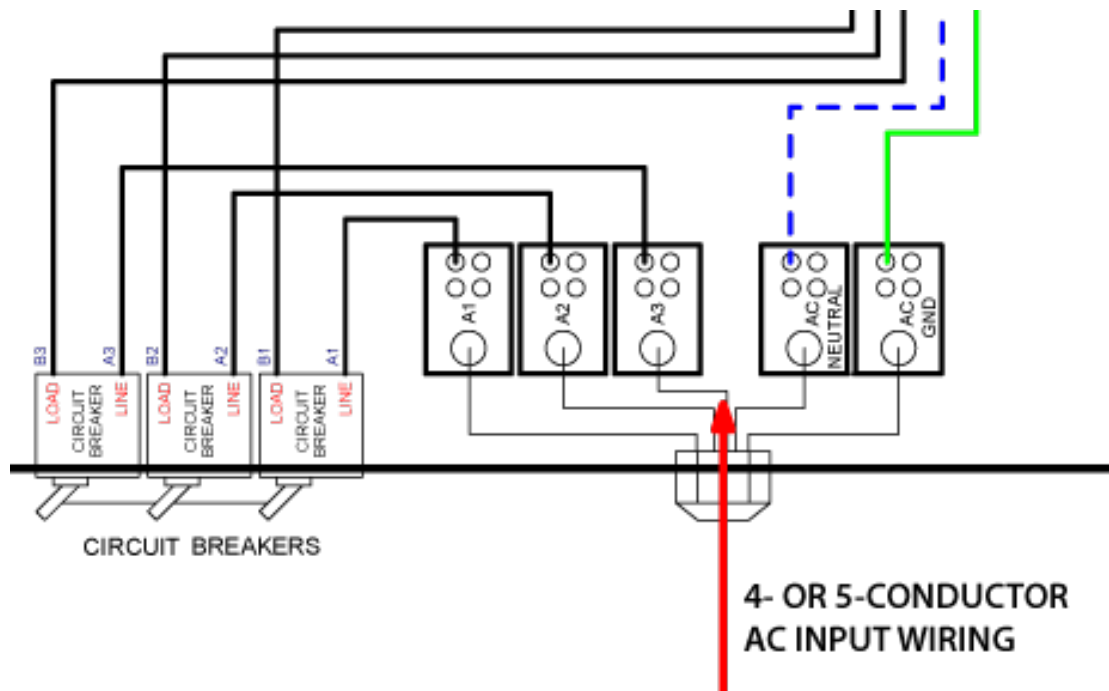 B3
A3
B2
A2
B1
A1
LOAD
LINE
LOAD
LINE
LOAD
LINE
CIRCUIT
BREAKER
CIRCUIT
BREAKER
CIRCUIT
BREAKER
A1
A2
A3
AC
NEUTRAL
AC
GND
CIRCUIT BREAKERS
4- OR 5-CONDUCTOR
AC INPUT WIRING